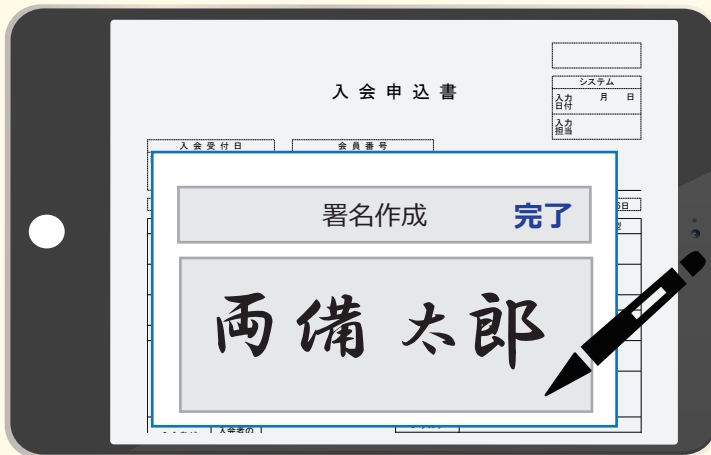 入会申込書
システム
入力日付 月 日
入力担当
入会受付日
会員番号
署名作成 完了
両備 太郎
入会者の